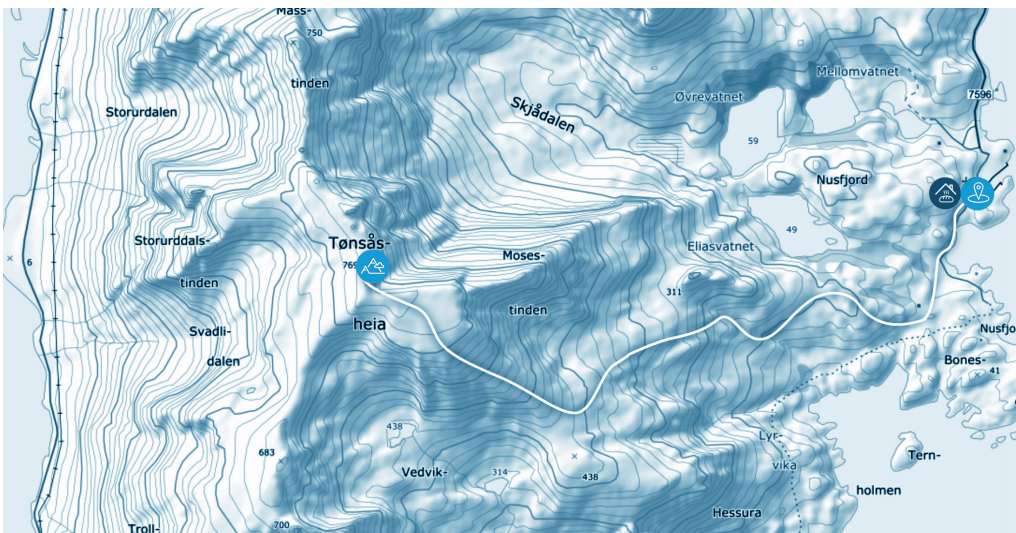 Mass-
750
tinden
Storurdalen
Skjådalen
Øvrevatnet
Mellomvatnet
7596
59
Nusfjord
Storurddals-
tinden
6
Tønsås-
769
heia
Moses-
tinden
Eliasvatnet
49
311
Svadli-
dalen
Nusfjo
Bones-
41
438
683
Vedvik-
314
438
Lyr-
vika
Tern-
holmen
Hessura
700
Troll-